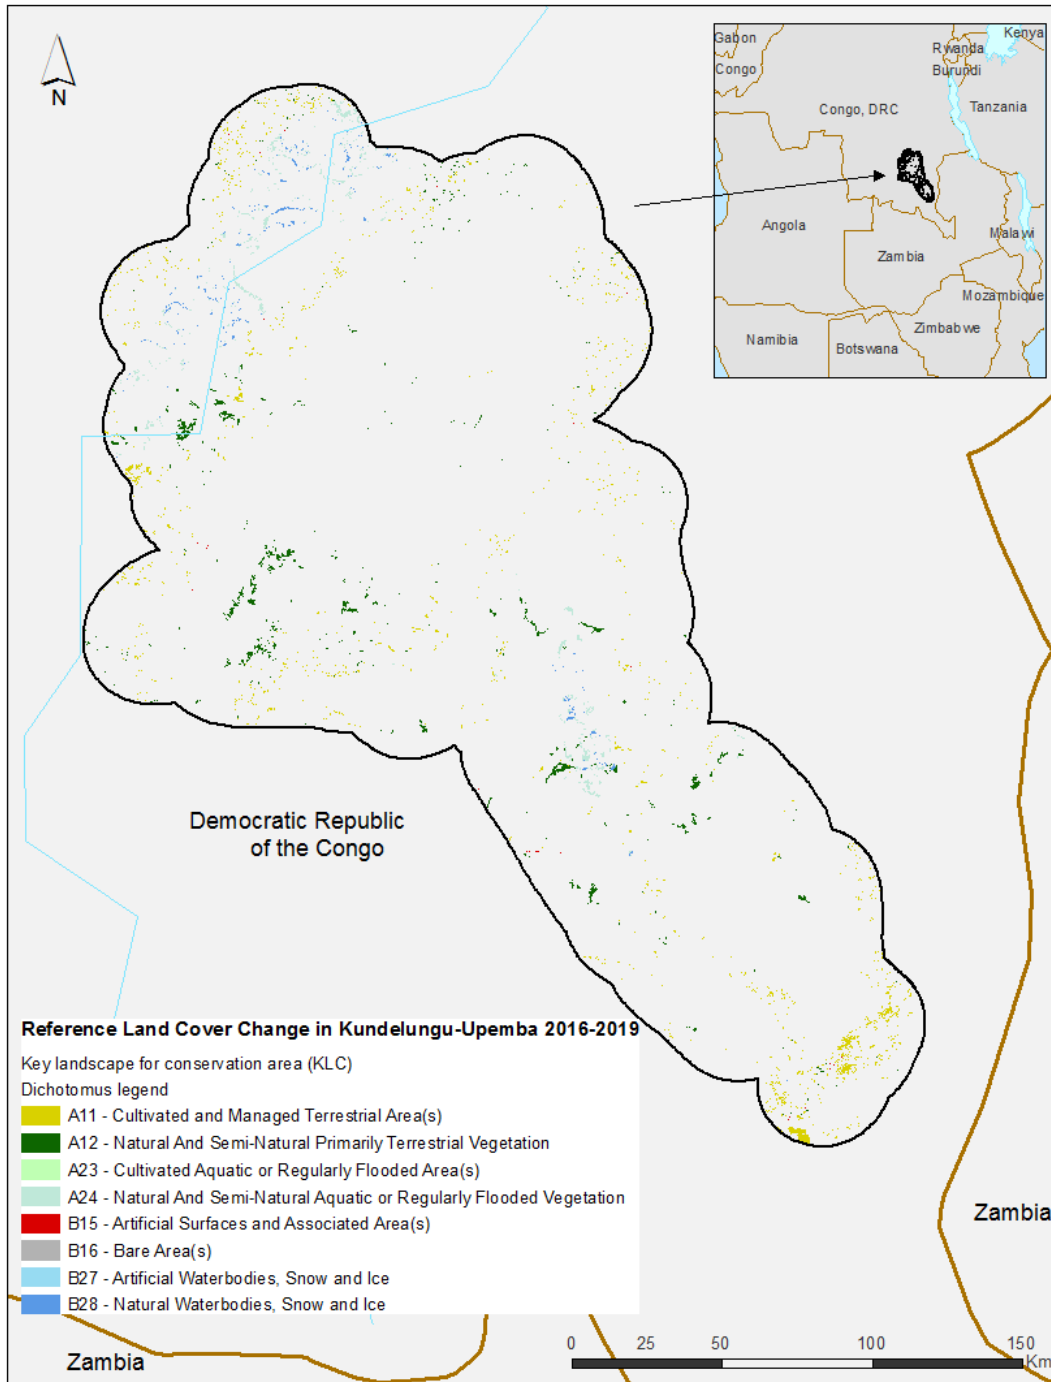 N
Gabon
Congo
Kenya
Rwanda
Burundi
Congo, DRC
Tanzania
Angola
Malawi
Zambia
Mozambique
Zimbabwe
Namibia
Botswana
Democratic Republic
of the Congo
Reference Land Cover Change in Kundelungu-Upemba 2016-2019
Key landscape for conservation area (KLC)
Dichotomus legend
A11 - Cultivated and Managed Terrestrial Area(s)
A12 - Natural And Semi-Natural Primarily Terrestrial Vegetation
A23 - Cultivated Aquatic or Regularly Flooded Area(s)
A24 - Natural And Semi-Natural Aquatic or Regularly Flooded Vegetation
B15 - Artificial Surfaces and Associated Area(s)
B16 - Bare Area(s)
B27 - Artificial Waterbodies, Snow and Ice
B28 - Natural Waterbodies, Snow and Ice
Zambia
Zambia
0 25 50 100 150
Km